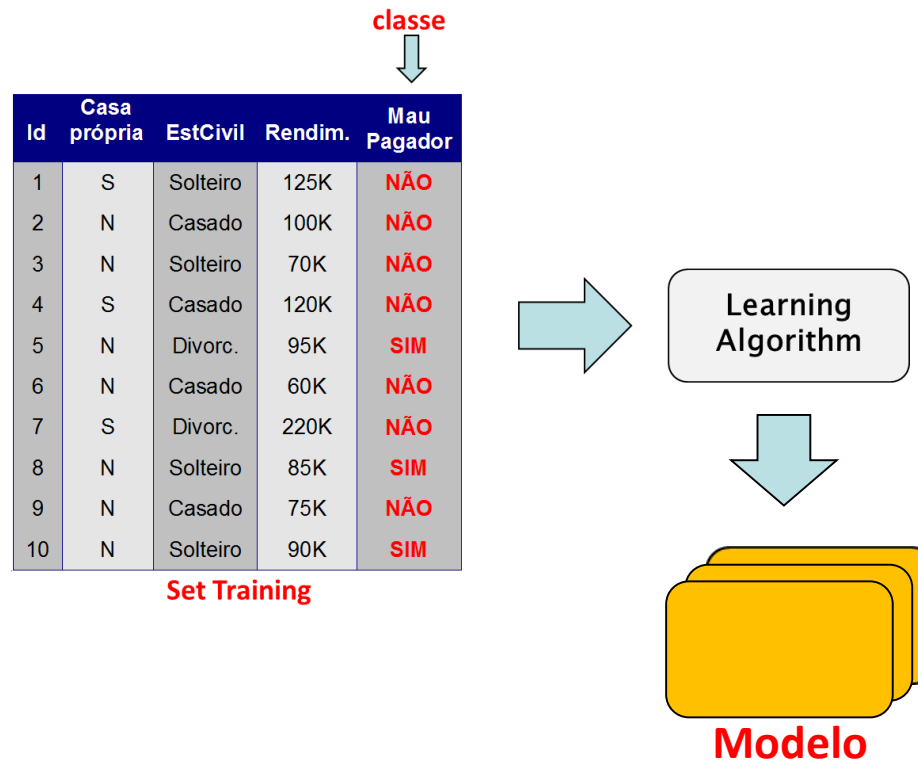 classe
Id Casa própria EstCivil Rendim. Mau Pagador
1 S Solteiro 125K NÃO
2 N Casado 100K NÃO
3 N Solteiro 70K NÃO
4 S Casado 120K NÃO
5 N Divorc. 95K SIM
6 N Casado 60K NÃO
7 S Divorc. 220K NÃO
8 N Solteiro 85K SIM
9 N Casado 75K NÃO
10 N Solteiro 90K SIM
Set Training
Learning
Algorithm
Modelo